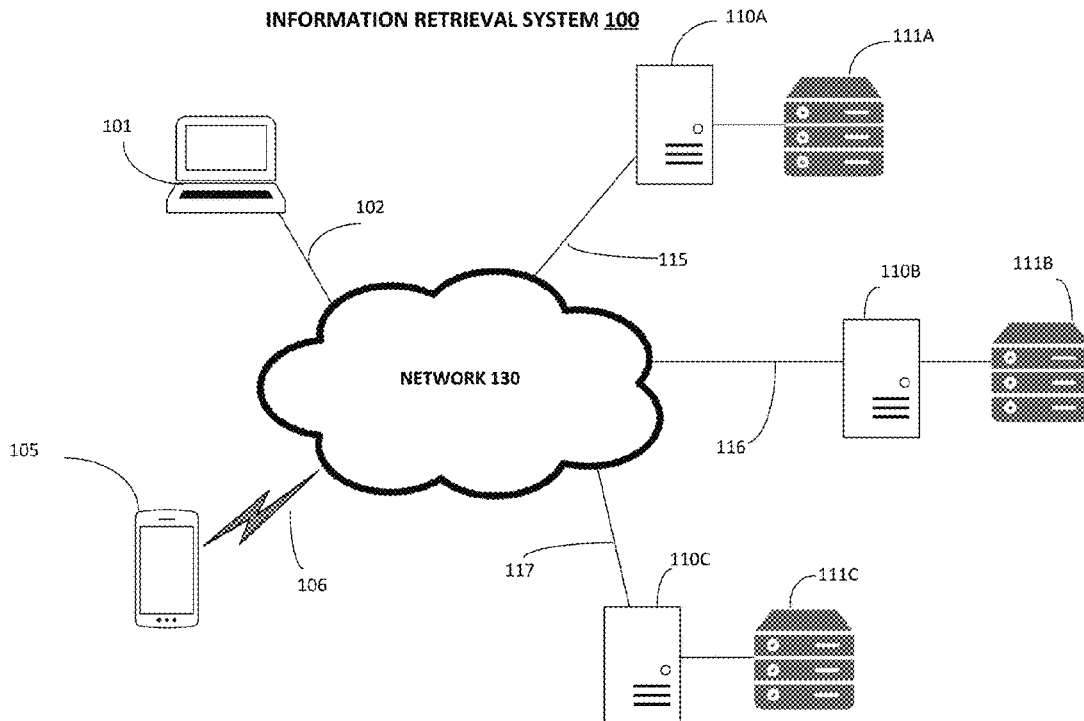 INFORMATION RETRIEVAL SYSTEM 100
110A
111A
101
102
115
110B
111B
NETWORK 130
116
105
106
117
110C
111C